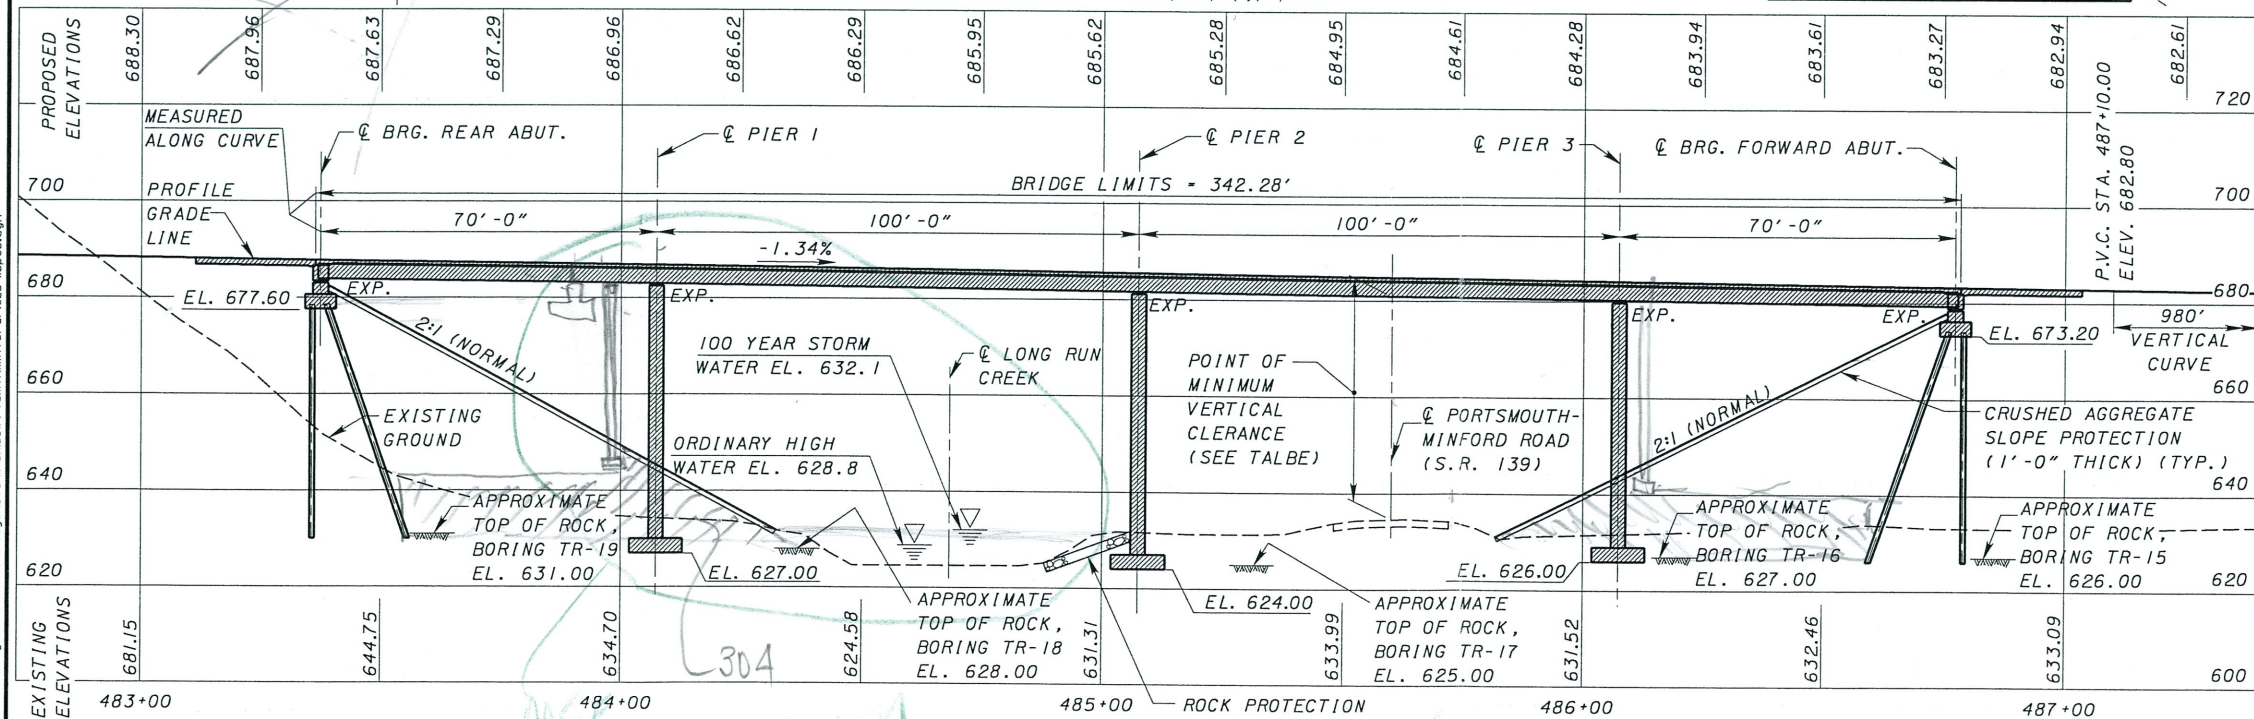 PROPOSED
ELEVATIONS
688.30
687.96
687.63
687.29
686.96
686.62
686.29
685.95
685.62
685.28
684.95
684.61
684.28
683.94
683.61
683.27
682.94
682.61
720
MEASURED
ALONG CURVE
℄ BRG. REAR ABUT.
℄ PIER 1
℄ PIER 2
℄ PIER 3
℄ BRG. FORWARD ABUT.
P.V.C. STA. 487+10.00
ELEV. 682.80
700
PROFILE
GRADE
LINE
BRIDGE LIMITS = 342.28'
700
70'-0"
100'-0"
100'-0"
70'-0"
-1.34%
680
EL. 677.60
EXP.
EXP.
EXP.
EXP.
EXP.
680
980'
VERTICAL
CURVE
EL. 673.20
2:1 (NORMAL)
100 YEAR STORM
WATER EL. 632.1
℄ LONG RUN
CREEK
POINT OF
MINIMUM
VERTICAL
CLERANCE
(SEE TALBE)
℄ PORTSMOUTH-
MINFORD ROAD
(S.R. 139)
2:1 (NORMAL)
CRUSHED AGGREGATE
SLOPE PROTECTION
(1'-0" THICK) (TYP.)
660
660
EXISTING
GROUND
ORDINARY HIGH
WATER EL. 628.8
640
640
APPROXIMATE
TOP OF ROCK,
BORING TR-19
EL. 631.00
EL. 627.00
APPROXIMATE
TOP OF ROCK,
BORING TR-18
EL. 628.00
EL. 624.00
APPROXIMATE
TOP OF ROCK,
BORING TR-17
EL. 625.00
EL. 626.00
APPROXIMATE
TOP OF ROCK,
BORING TR-16
EL. 627.00
APPROXIMATE
TOP OF ROCK,
BORING TR-15
EL. 626.00
620
620
304
EXISTING
ELEVATIONS
681.15
644.75
634.70
624.58
631.31
633.99
631.52
632.46
633.09
600
483+00
484+00
485+00
ROCK PROTECTION
486+00
487+00